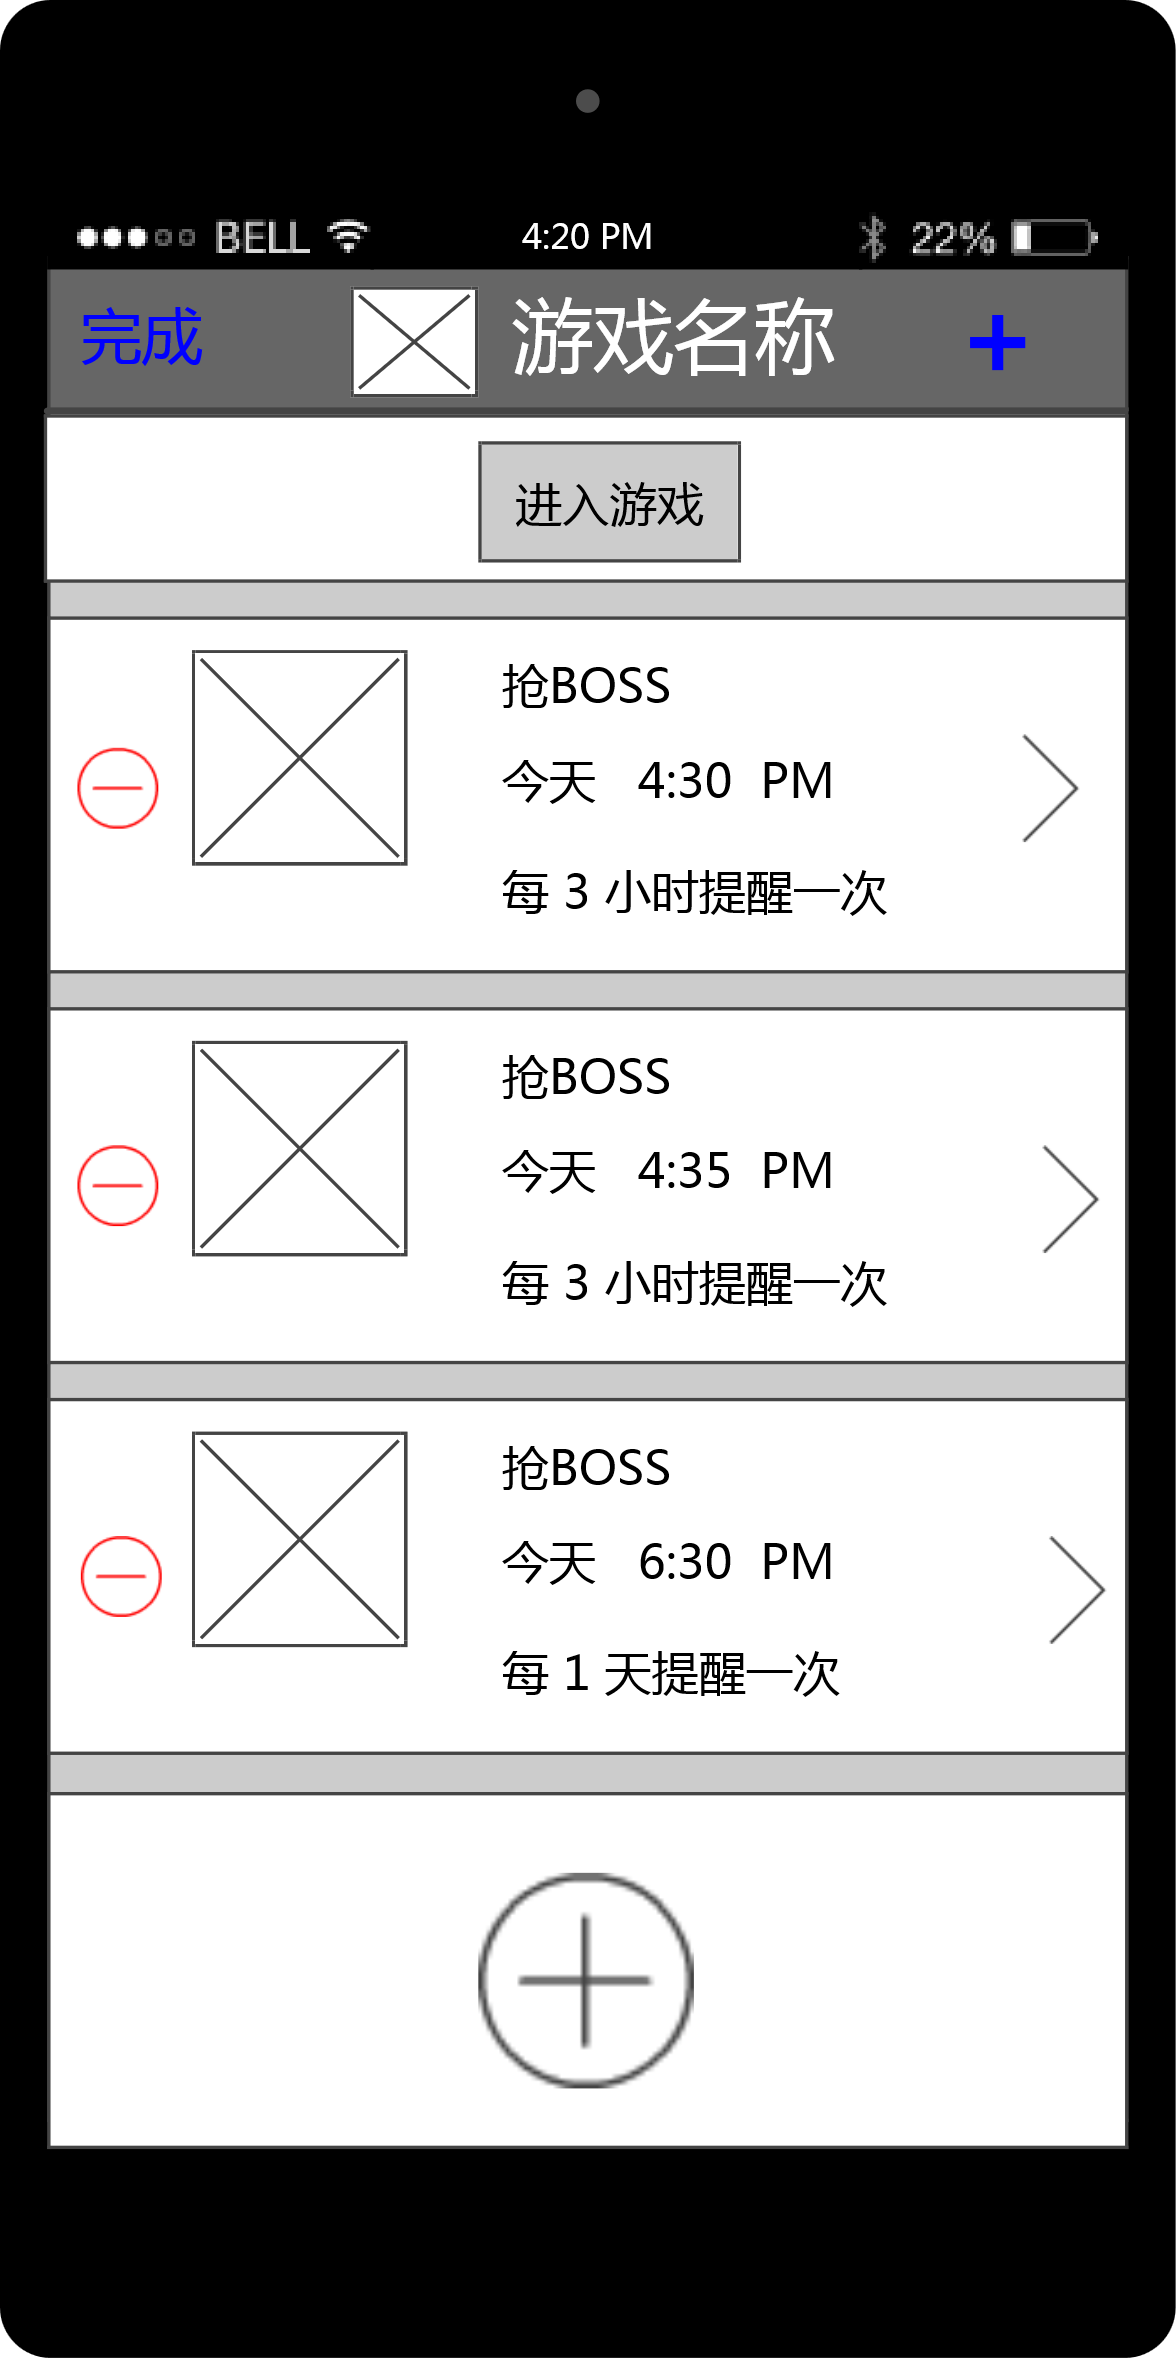 BELL 4:20 PM 22%
完成 游戏名称 +
进入游戏
抢BOSS
今天 4:30 PM
每 3 小时提醒一次
抢BOSS
今天 4:35 PM
每 3 小时提醒一次
抢BOSS
今天 6:30 PM
每 1 天提醒一次